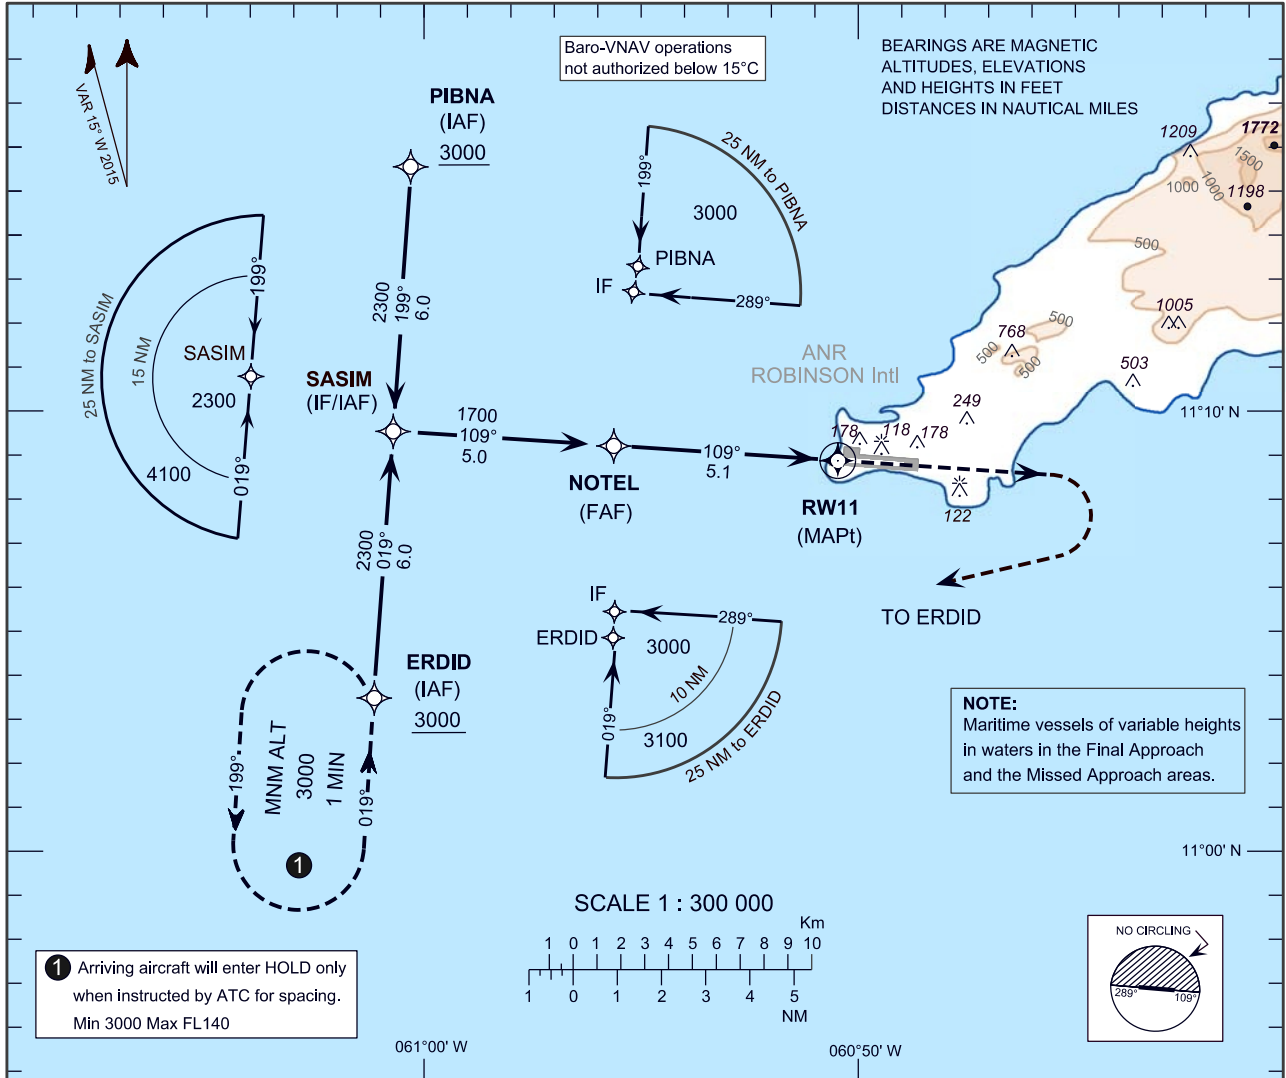 VAR 15° W 2015
Baro-VNAV operations
not authorized below 15°C
BEARINGS ARE MAGNETIC
ALTITUDES, ELEVATIONS
AND HEIGHTS IN FEET
DISTANCES IN NAUTICAL MILES
PIBNA
(IAF)
3000
2300
199°
6.0
25 NM to PIBNA
199°
3000
PIBNA
IF
289°
1209
1772
1500
1000
1000
1198
500
1005
500
768
500
500
503
249
178
118
178
122
25 NM to SASIM
15 NM
199°
SASIM
2300
4100
019°
SASIM
(IF/IAF)
1700
109°
5.0
NOTEL
(FAF)
109°
5.1
ANR
ROBINSON Intl
RW11
(MAPt)
11°10' N
TO ERDID
2300
019°
6.0
ERDID
(IAF)
3000
IF
289°
ERDID
3000
10 NM
019°
3100
25 NM to ERDID
199°
MNM ALT
3000
1 MIN
019°
1
NOTE:
Maritime vessels of variable heights
in waters in the Final Approach
and the Missed Approach areas.
11°00' N
SCALE 1 : 300 000
Km
1 0 1 2 3 4 5 6 7 8 9 10
1 0 1 2 3 4 5
NM
1 Arriving aircraft will enter HOLD only
when instructed by ATC for spacing.
Min 3000 Max FL140
NO CIRCLING
289°
109°
061°00' W
060°50' W